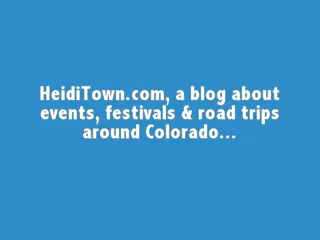 HeidiTown.com, a blog about
events, festivals & road trips
around Colorado...